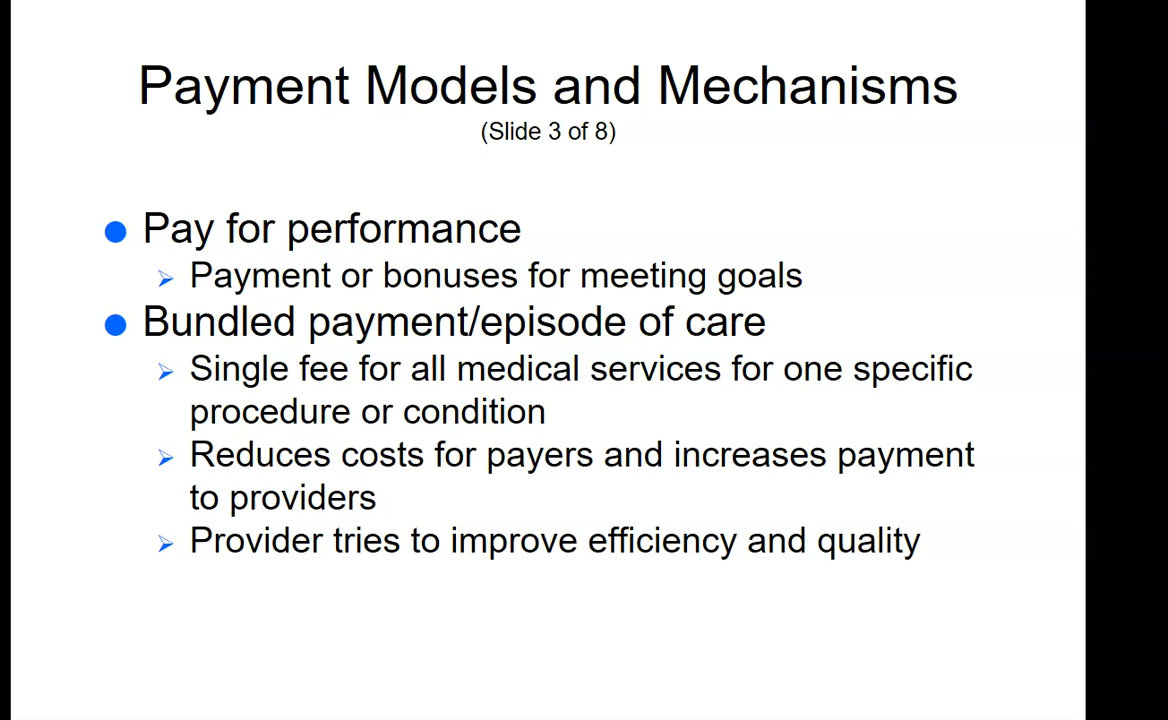 Payment Models and Mechanisms
(Slide 3 of 8)
Pay for performance
Payment or bonuses for meeting goals
Bundled payment/episode of care
Single fee for all medical services for one specific
procedure or condition
Reduces costs for payers and increases payment
to providers
Provider tries to improve efficiency and quality